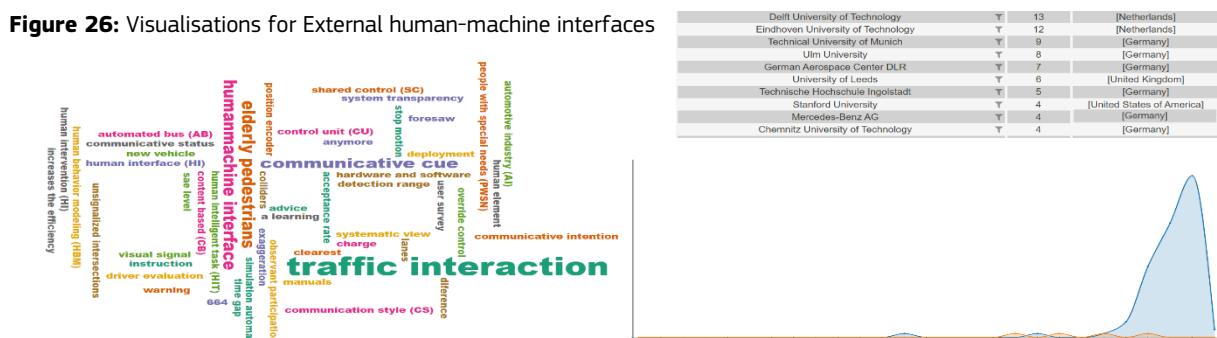 Figure 26: Visualisations for External human-machine interfaces
Delft University of Technology 13 [Netherlands]
Eindhoven University of Technology 12 [Netherlands]
Technical University of Munich 9 [Germany]
Ulm University 8 [Germany]
German Aerospace Center DLR 7 [Germany]
University of Leeds 6 [United Kingdom]
Technische Hochschule Ingolstadt 5 [Germany]
Stanford University 4 [United States of America]
Mercedes-Benz AG 4 [Germany]
Chemnitz University of Technology 4 [Germany]
increases the efficiency
human intervention (HI)
human behavior modeling (HBM)
unsignalized intersections
automated bus (AB)
communicative status
new vehicle
human interface (HI)
sae level
content based (CB)
human Intelligent task (HIT)
humanmachine interface
elderly pedestrians
position encoder
shared control (SC)
system transparency
control unit (CU)
anymore
stop motion
foresaw
deployment
people with special needs (PWSN)
automotive industry (AI)
communicative cue
hardware and software
detection range
human element
colliders
acceptance rate
user survey
override control
advice
a learning
systematic view
charge
clearest
lanes
communicative intention
visual signal
instruction
driver evaluation
warning
664
time gap
simulation automa
exaggeration
observant participatio
traffic interaction
manuals
diference
communication style (CS)